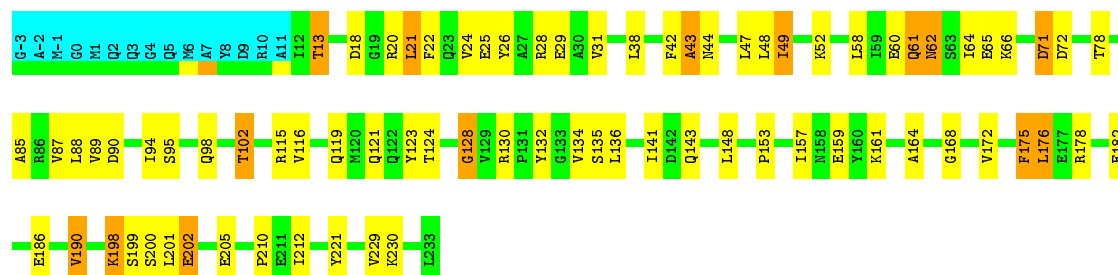 G-3 A-2 M-1 G0 M1 Q2 Q3 G4 Q5 M6 A7 Y8 D9 R10 A11 I12 T13 D18 G19 R20 L21 F22 Q23 V24 E25 Y26 A27 R28 E29 A30 V31 L38 F42 A43 N44 L47 L48 I49 K52 L58 I59 E60 Q61 N62 S63 I64 E65 K66 D71 D72 T78
A85 R86 V87 L88 V89 D90 I94 S95 Q98 T102 R115 V116 Q119 M120 Q121 Q122 Y123 T124 G128 V129 R130 P131 Y132 G133 V134 S135 L136 I141 D142 Q143 L148 P153 I157 N158 E159 Y160 K161 A164 G168 V172 F175 L176 E177 R178
E186 V190 K198 S199 S200 L201 E202 E205 P210 E211 I212 Y221 V229 K230 L233